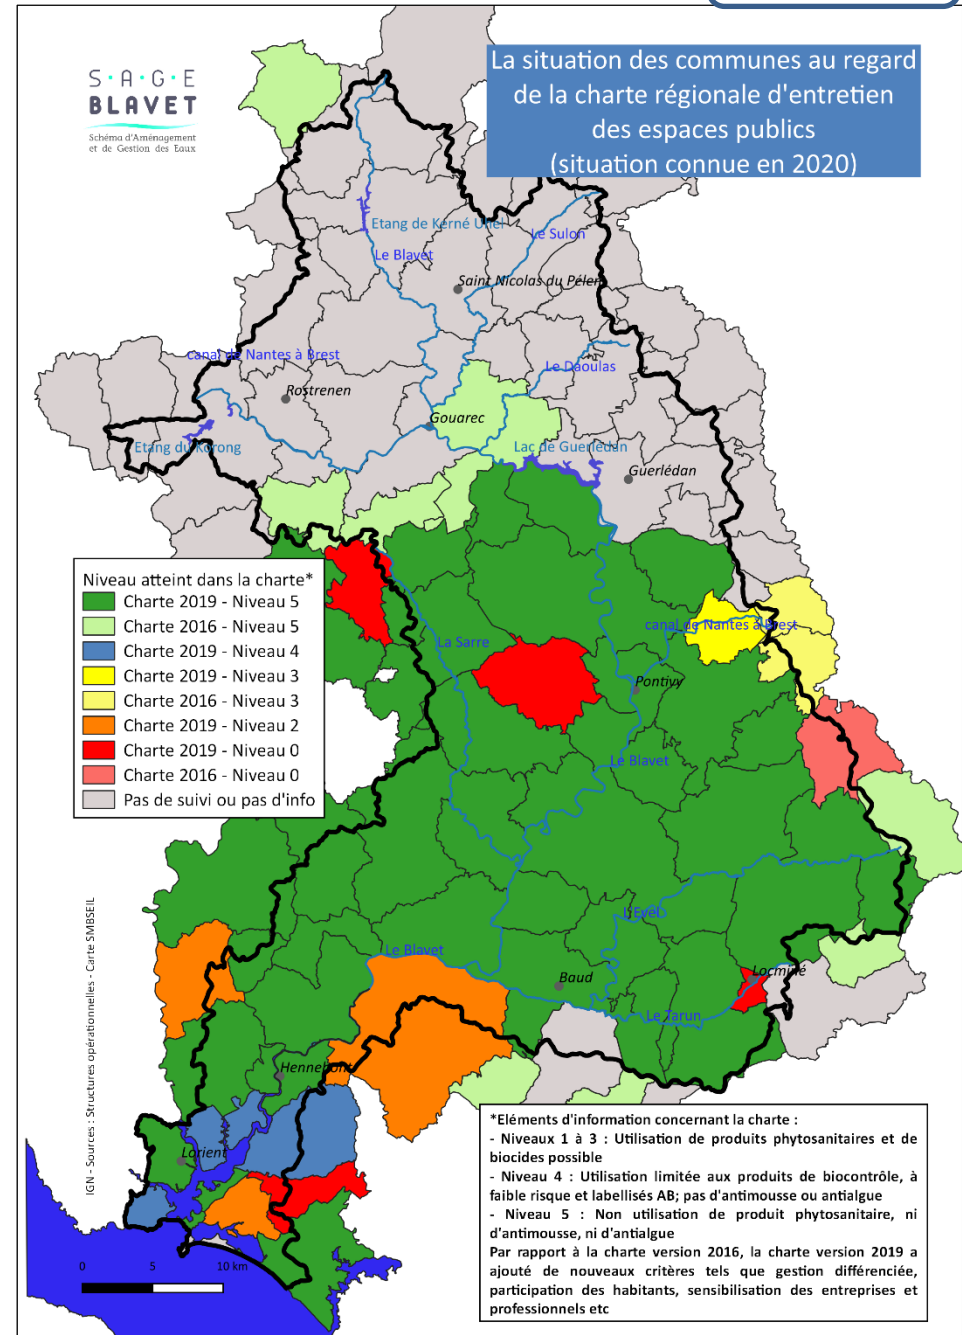 S·A·G·E
BLAVET
Schéma d'Aménagement
et de Gestion des Eaux
La situation des communes au regard
de la charte régionale d'entretien
des espaces publics
(situation connue en 2020)
Etang de Kerné Uhel
Le Sulon
Le Blavet
Saint Nicolas du Pélem
canal de Nantes à Brest
Le Daoulas
Rostrenen
Gouarec
Etang du Korong
Lac de Guerlédan
Guerlédan
Niveau atteint dans la charte*
Charte 2019 - Niveau 5
Charte 2016 - Niveau 5
Charte 2019 - Niveau 4
Charte 2019 - Niveau 3
Charte 2016 - Niveau 3
Charte 2019 - Niveau 2
Charte 2019 - Niveau 0
Charte 2016 - Niveau 0
Pas de suivi ou pas d'info
La Sarre
canal de Nantes à Brest
Pontivy
Le Blavet
L'Evel
Le Blavet
Baud
Locminé
Le Tarun
Hennebont
Lorient
IGN - Sources : Structures opérationnelles - Carte SMBSEIL
0 5 10 km
*Eléments d'information concernant la charte :
- Niveaux 1 à 3 : Utilisation de produits phytosanitaires et de
biocides possible
- Niveau 4 : Utilisation limitée aux produits de biocontrôle, à
faible risque et labellisés AB; pas d'antimousse ou antialgue
- Niveau 5 : Non utilisation de produit phytosanitaire, ni
d'antimousse, ni d'antialgue
Par rapport à la charte version 2016, la charte version 2019 a
ajouté de nouveaux critères tels que gestion différenciée,
participation des habitants, sensibilisation des entreprises et
professionnels etc